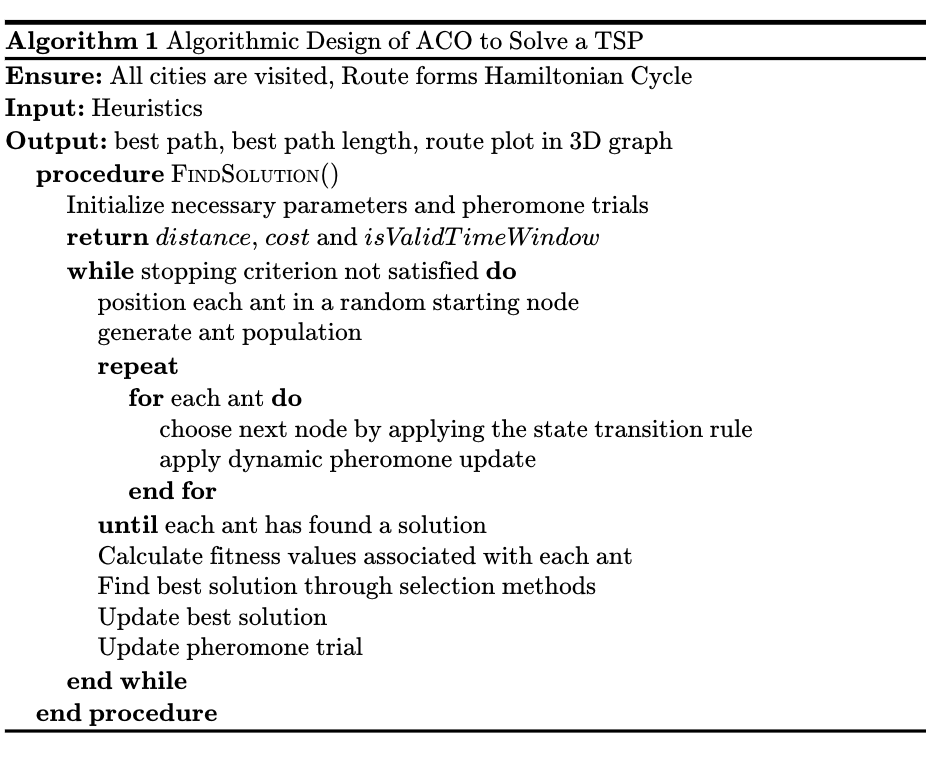 Algorithm 1 Algorithmic Design of ACO to Solve a TSP
Ensure: All cities are visited, Route forms Hamiltonian Cycle
Input: Heuristics
Output: best path, best path length, route plot in 3D graph
procedure FINDSOLUTION()
Initialize necessary parameters and pheromone trials
return distance, cost and isValidTimeWindow
while stopping criterion not satisfied do
position each ant in a random starting node
generate ant population
repeat
for each ant do
choose next node by applying the state transition rule
apply dynamic pheromone update
end for
until each ant has found a solution
Calculate fitness values associated with each ant
Find best solution through selection methods
Update best solution
Update pheromone trial
end while
end procedure